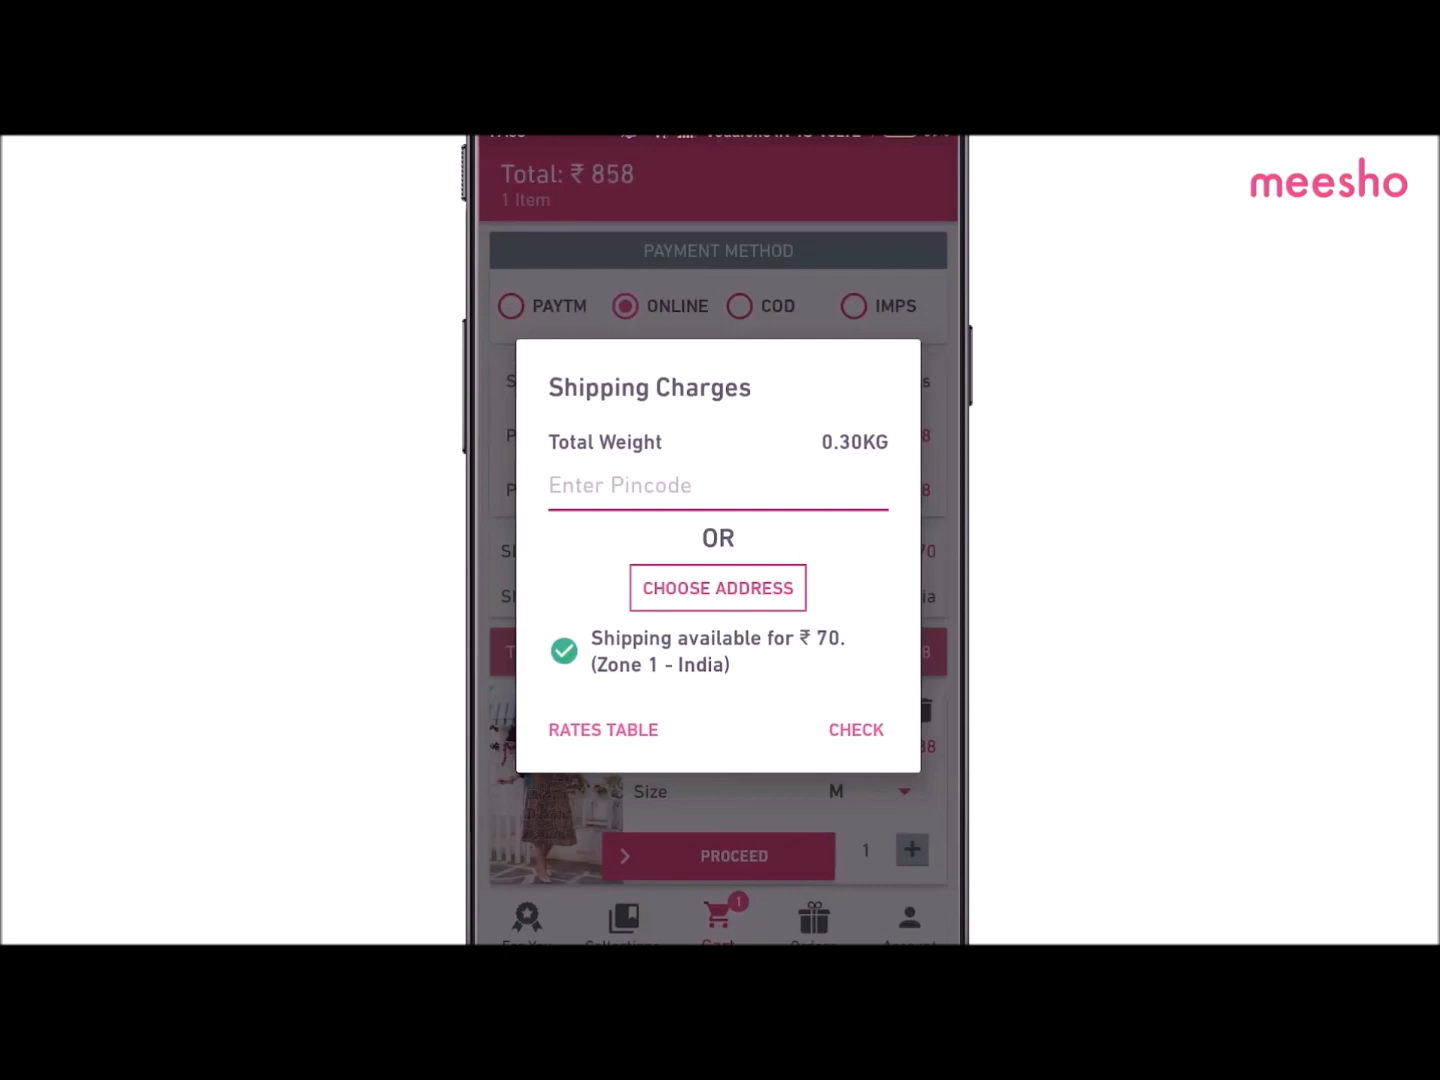 meesho
Total: ₹ 858
1 Item
PAYMENT METHOD
PAYTM ONLINE COD IMPS
Shipping Charges
Total Weight 0.30KG
Enter Pincode
OR
CHOOSE ADDRESS
Shipping available for ₹ 70.
(Zone 1 - India)
RATES TABLE CHECK
Size M
PROCEED 1
1